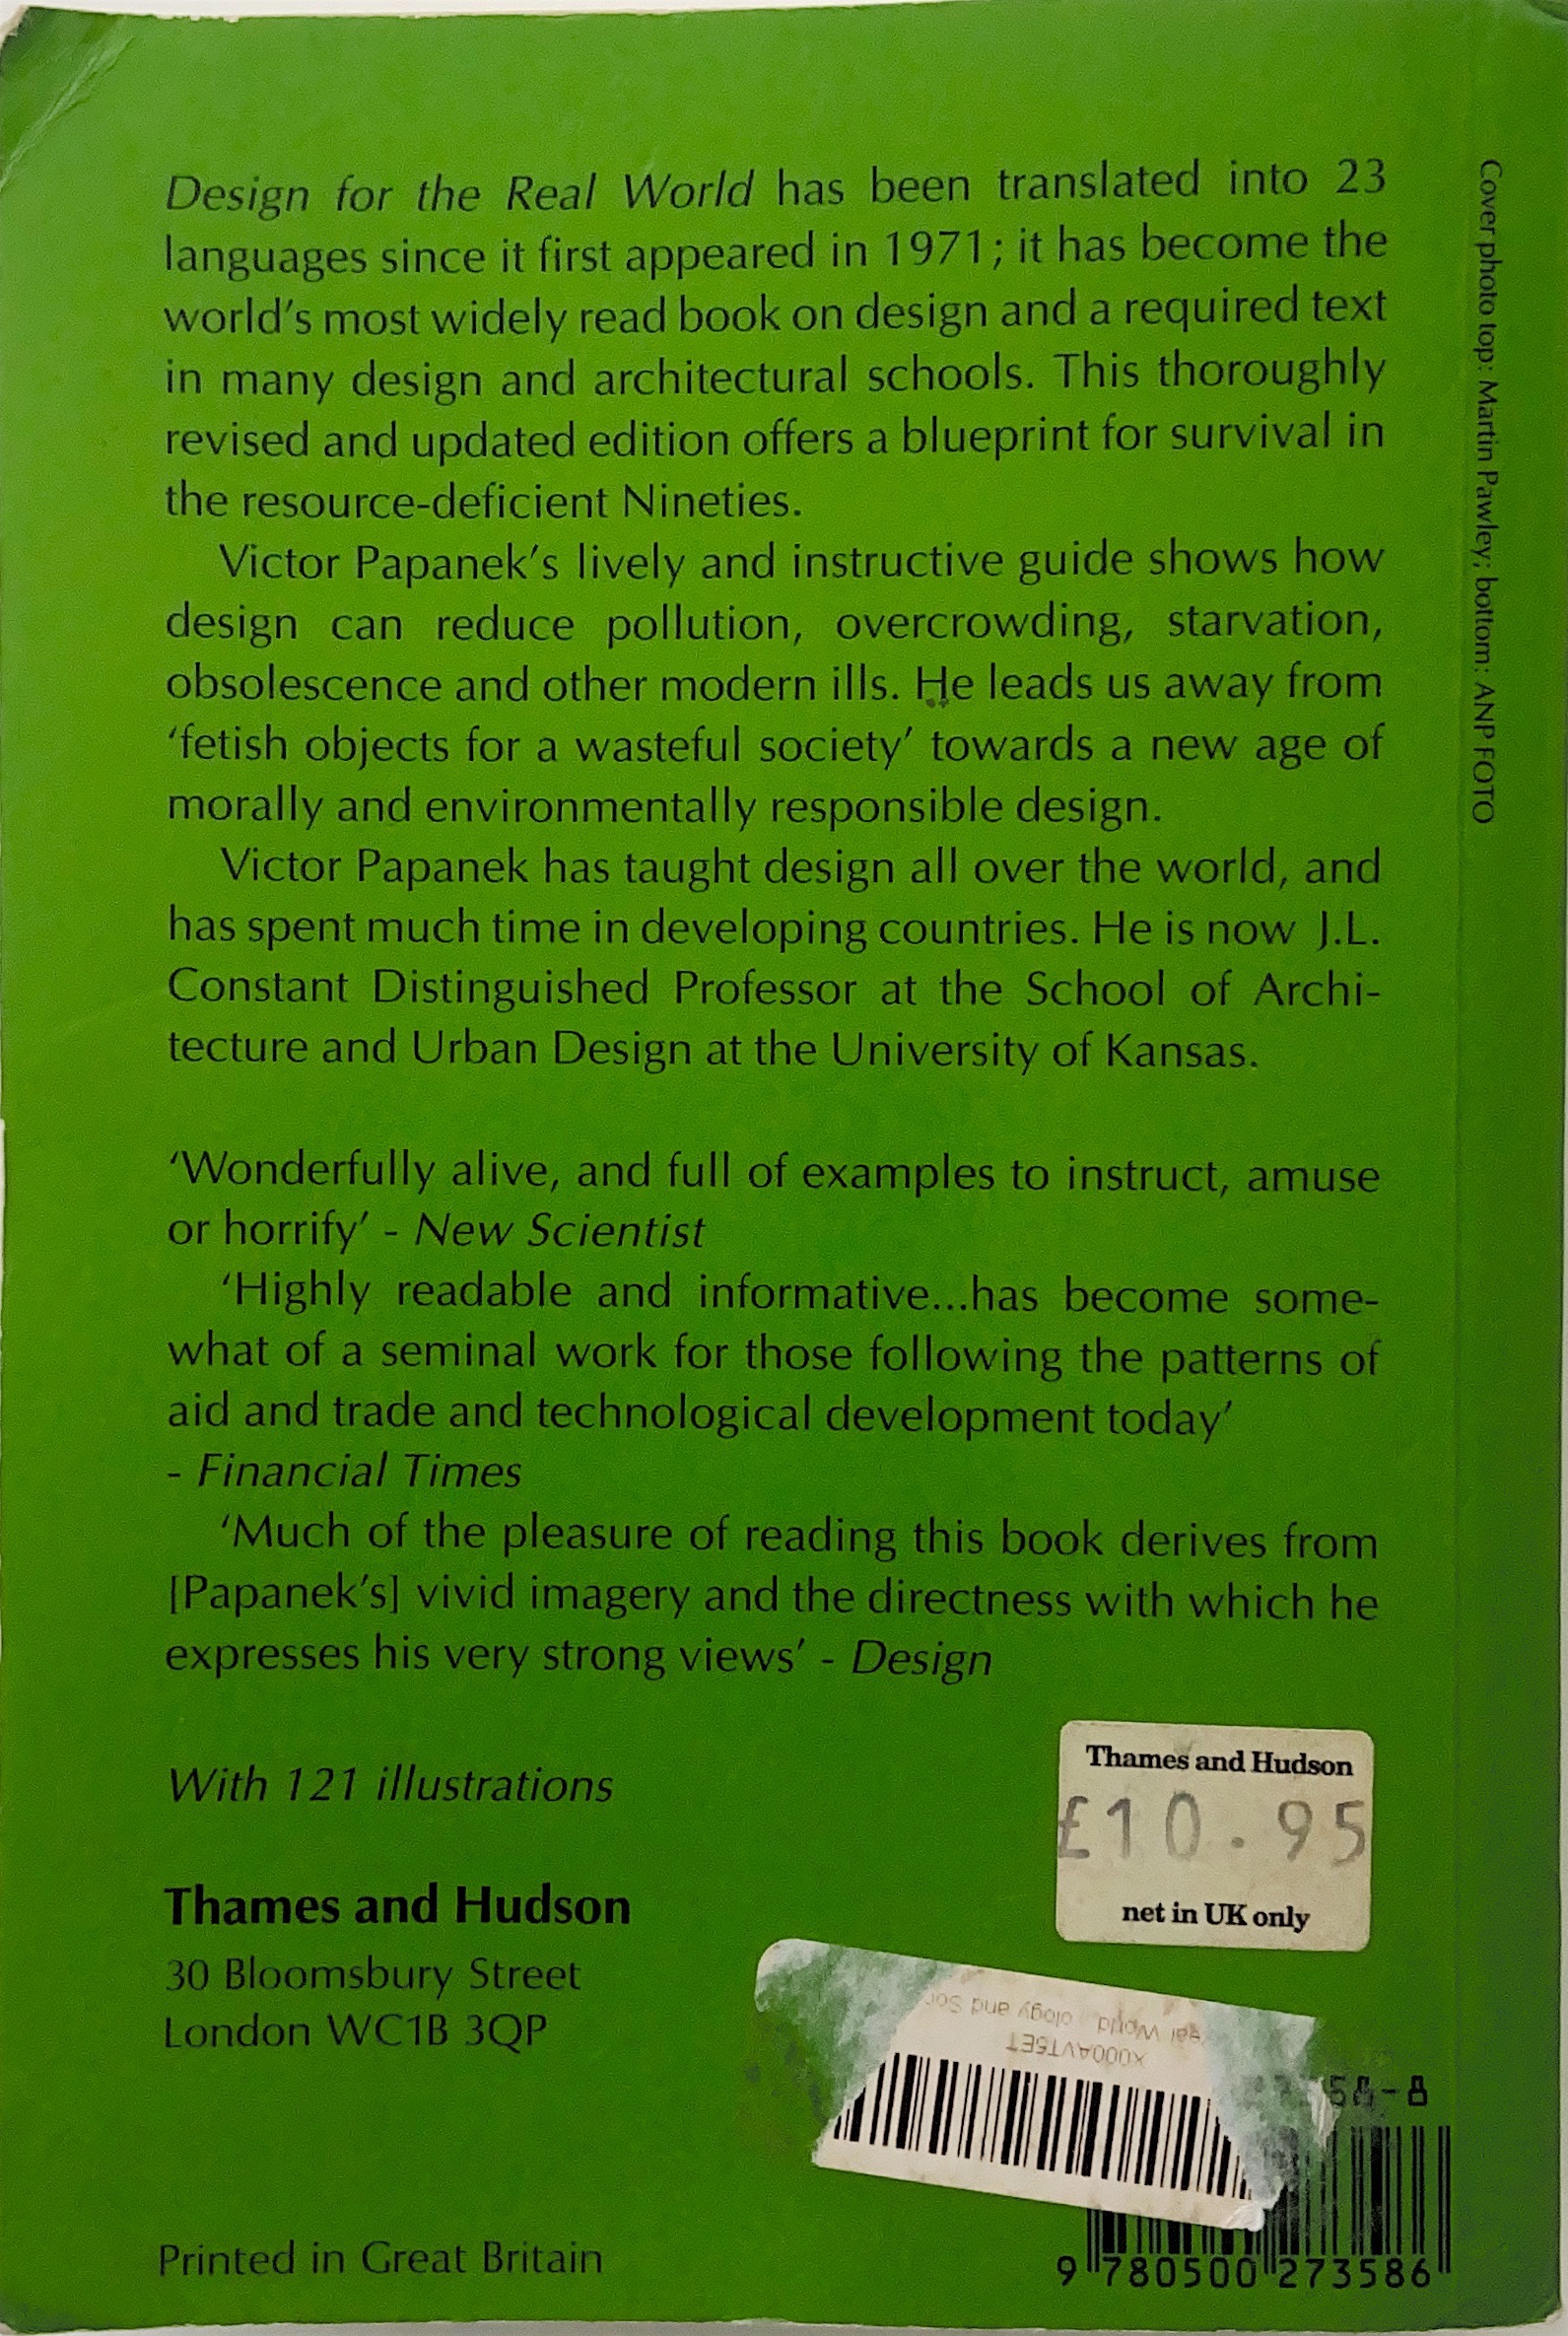 Design for the Real World has been translated into 23
languages since it first appeared in 1971; it has become the
world's most widely read book on design and a required text
in many design and architectural schools. This thoroughly
revised and updated edition offers a blueprint for survival in
the resource-deficient Nineties.
Victor Papanek's lively and instructive guide shows how
design can reduce pollution, overcrowding, starvation,
obsolescence and other modern ills. He leads us away from
‘fetish objects for a wasteful society’ towards a new age of
morally and environmentally responsible design.
Victor Papanek has taught design all over the world, and
has spent much time in developing countries. He is now J.L.
Constant Distinguished Professor at the School of Archi-
tecture and Urban Design at the University of Kansas.
‘Wonderfully alive, and full of examples to instruct, amuse
or horrify’ - New Scientist
‘Highly readable and informative...has become some-
what of a seminal work for those following the patterns of
aid and trade and technological development today’
- Financial Times
‘Much of the pleasure of reading this book derives from
[Papanek's] vivid imagery and the directness with which he
expresses his very strong views’ - Design
With 121 illustrations
Thames and Hudson
30 Bloomsbury Street
London WC1B 3QP
Printed in Great Britain
Thames and Hudson
£10.95
net in UK only
X000AVT5ET
World ology and
58-8
9 780500 273586
Cover photo top: Martin Pawley; bottom: ANP FOTO